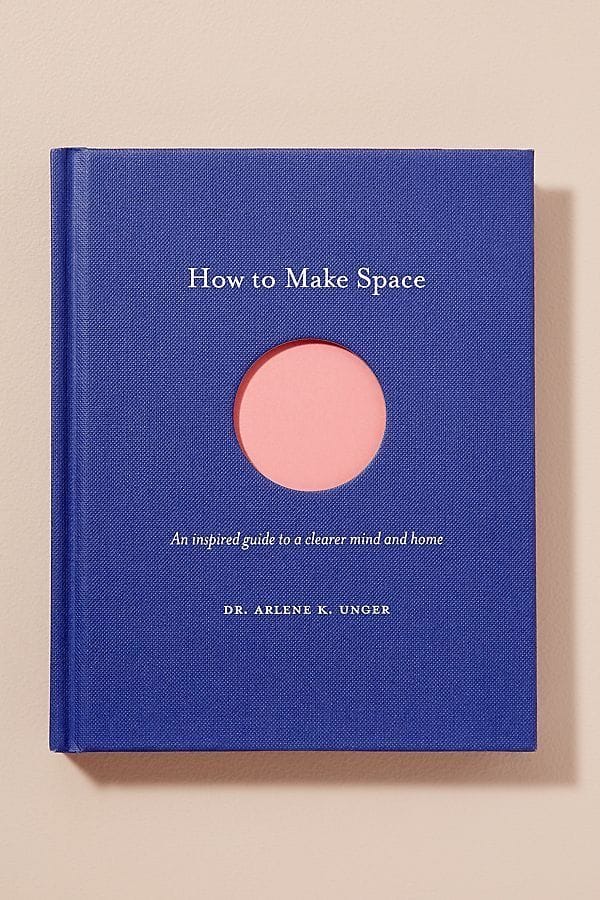 How to Make Space
An inspired guide to a clearer mind and home
DR. ARLENE K. UNGER